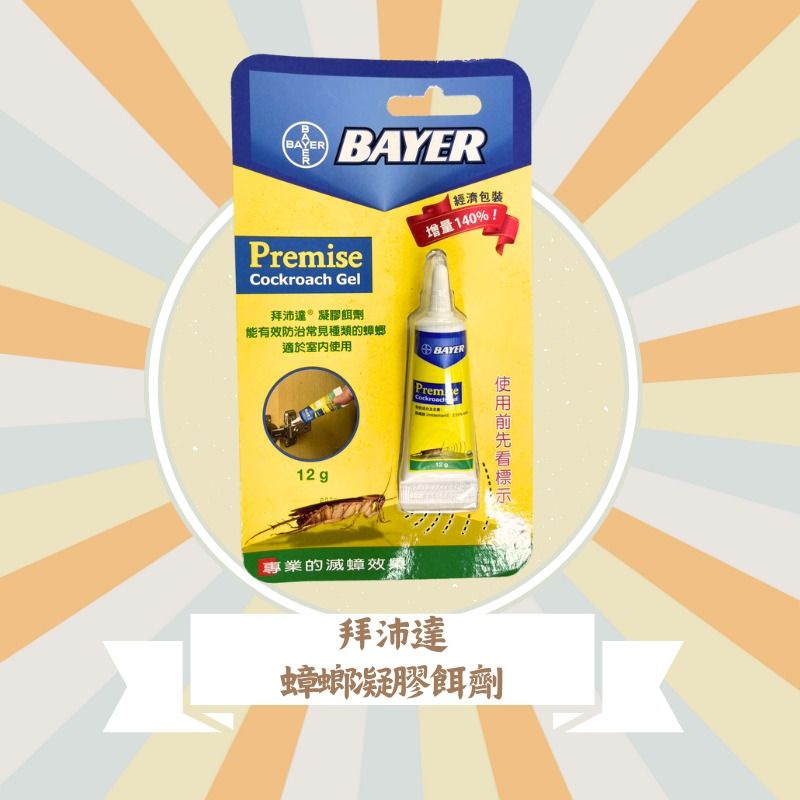 BAYER
BAYER
BAYER
經濟包裝
增量140%！
Premise
Cockroach Gel
拜沛達® 凝膠餌劑
能有效防治常見種類的蟑螂
適於室內使用
12 g
BAYER
Premise
Cockroach Gel
12 g
使用前先看標示
專業的滅蟑效果
拜沛達
蟑螂凝膠餌劑